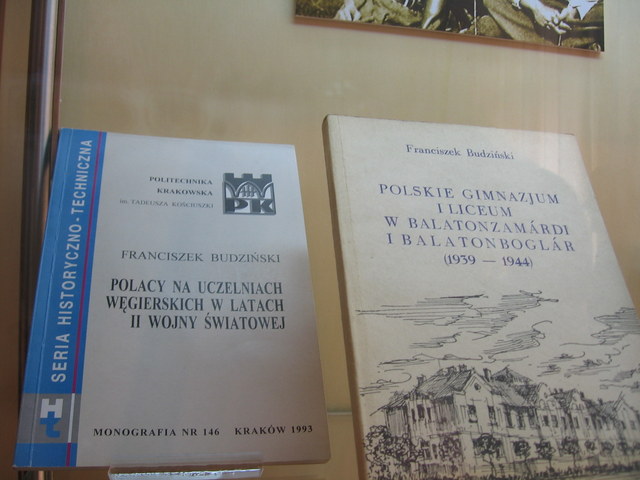 SERIA HISTORYCZNO-TECHNICZNA
Ht
POLITECHNIKA
KRAKOWSKA
im. TADEUSZA KOŚCIUSZKI
PK
FRANCISZEK BUDZIŃSKI
POLACY NA UCZELNIACH
WĘGIERSKICH W LATACH
II WOJNY ŚWIATOWEJ
MONOGRAFIA NR 146 KRAKÓW 1993
Franciszek Budziński
POLSKIE GIMNAZJUM
I LICEUM
W BALATONZAMÁRDI
I BALATONBOGLÁR
(1939 — 1944)